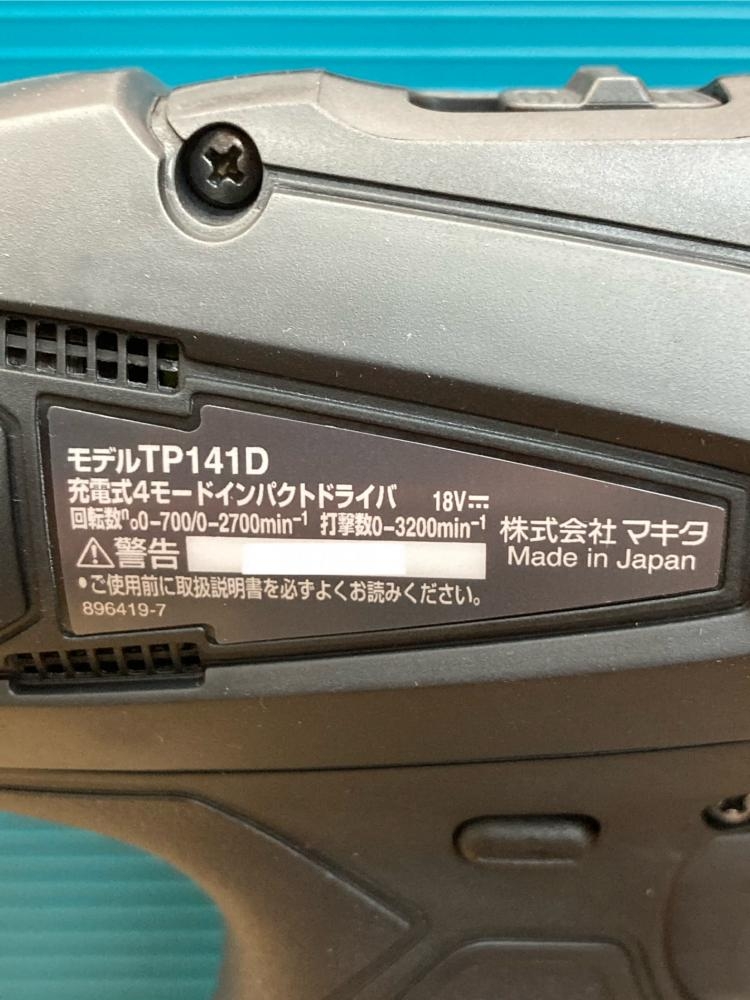 モデルTP141D
充電式4モードインパクトドライバ 18V⎓
回転数n₀0-700/0-2700min⁻¹ 打撃数0-3200min⁻¹
株式会社 マキタ
Made in Japan
⚠警告
•ご使用前に取扱説明書を必ずよくお読みください。
896419-7